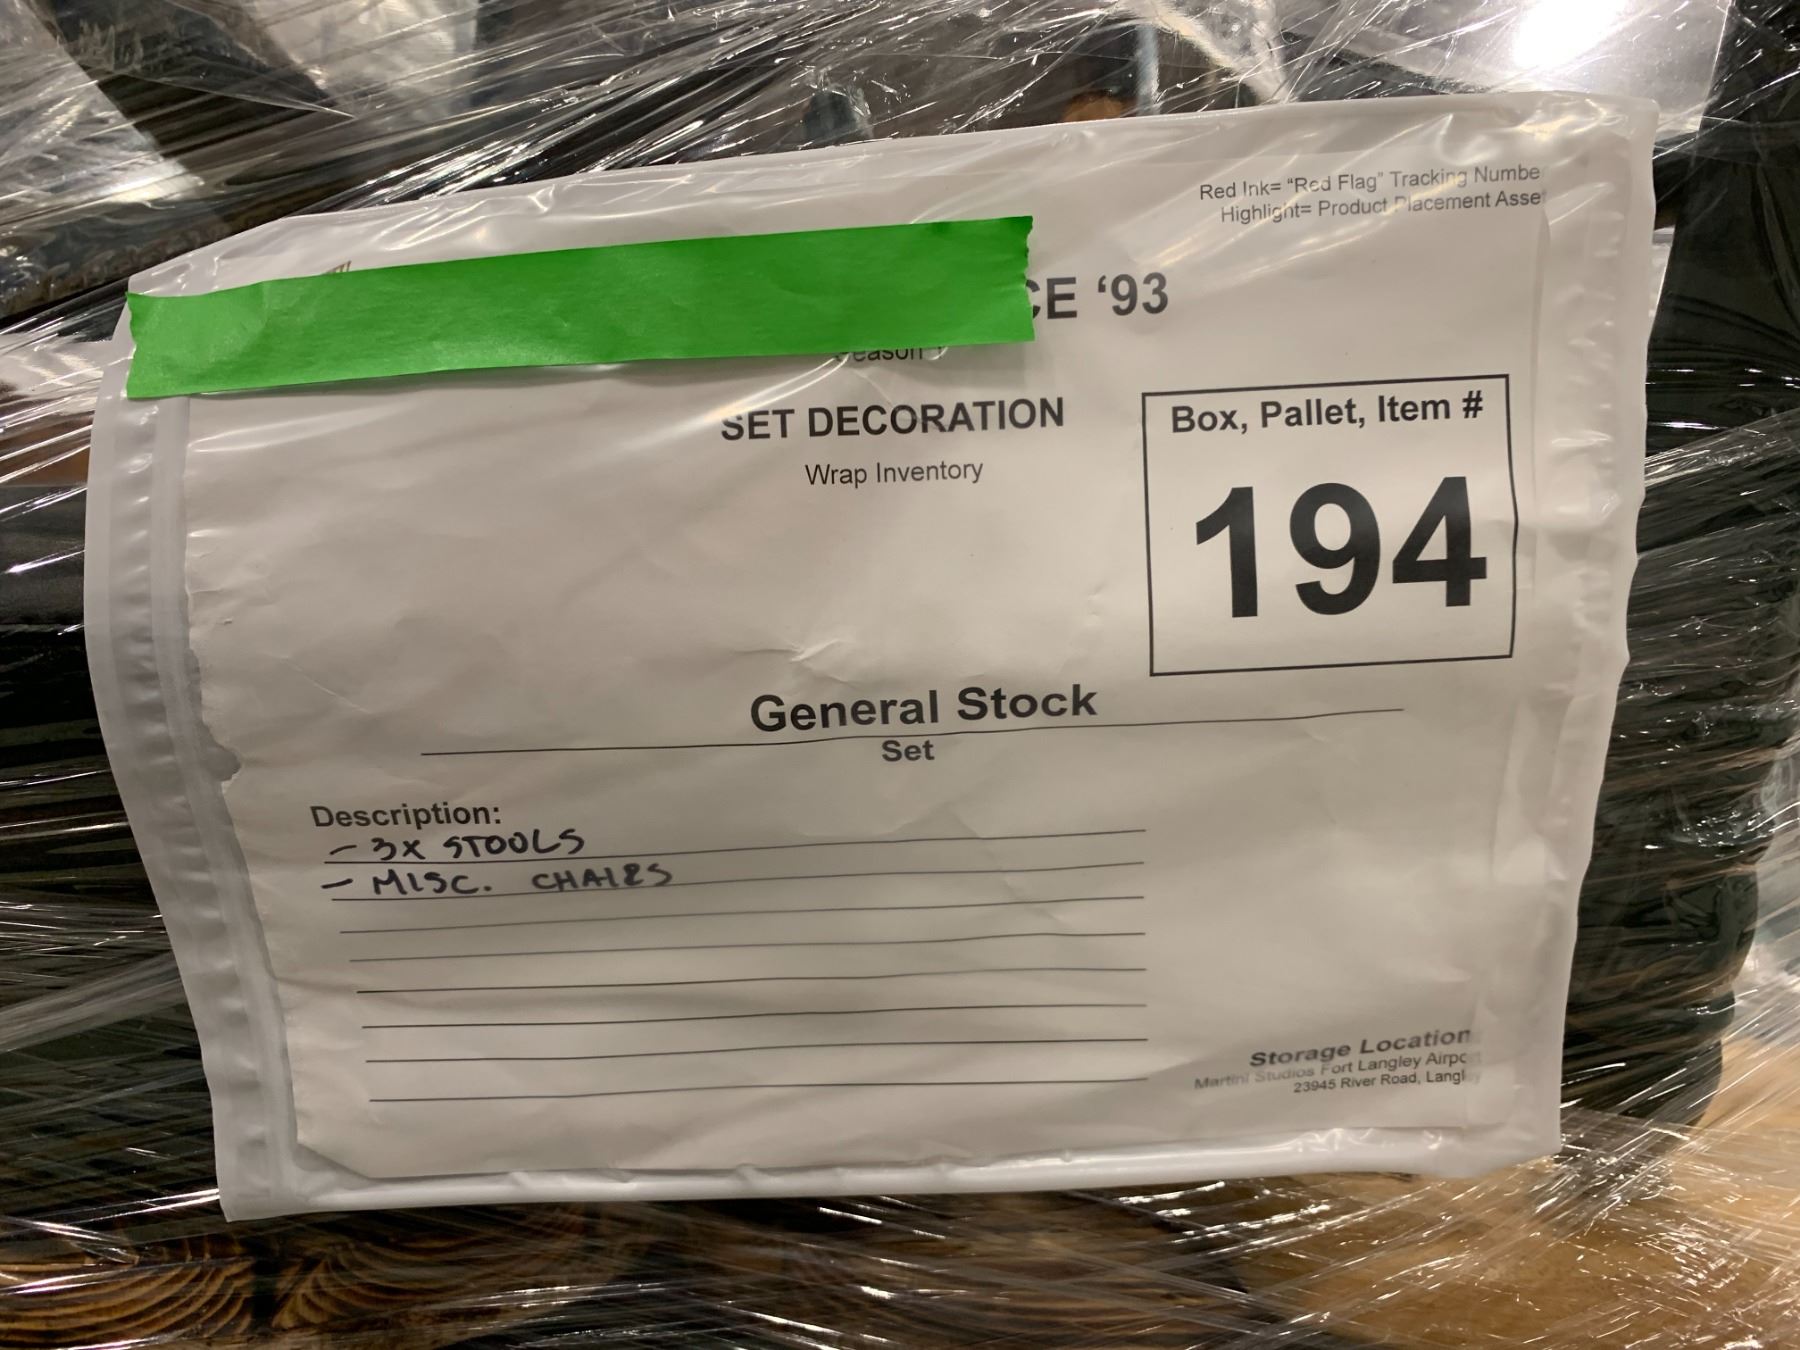 Red Ink= "Red Flag" Tracking Numbe
Highlight= Product Placement Asset
CE ‘93
SET DECORATION
Wrap Inventory
Box, Pallet, Item #
194
General Stock
Set
Description:
- 3X STOOLS
- MISC. CHAIRS
Storage Location
Martini Studios Fort Langley Airport
23945 River Road, Langley